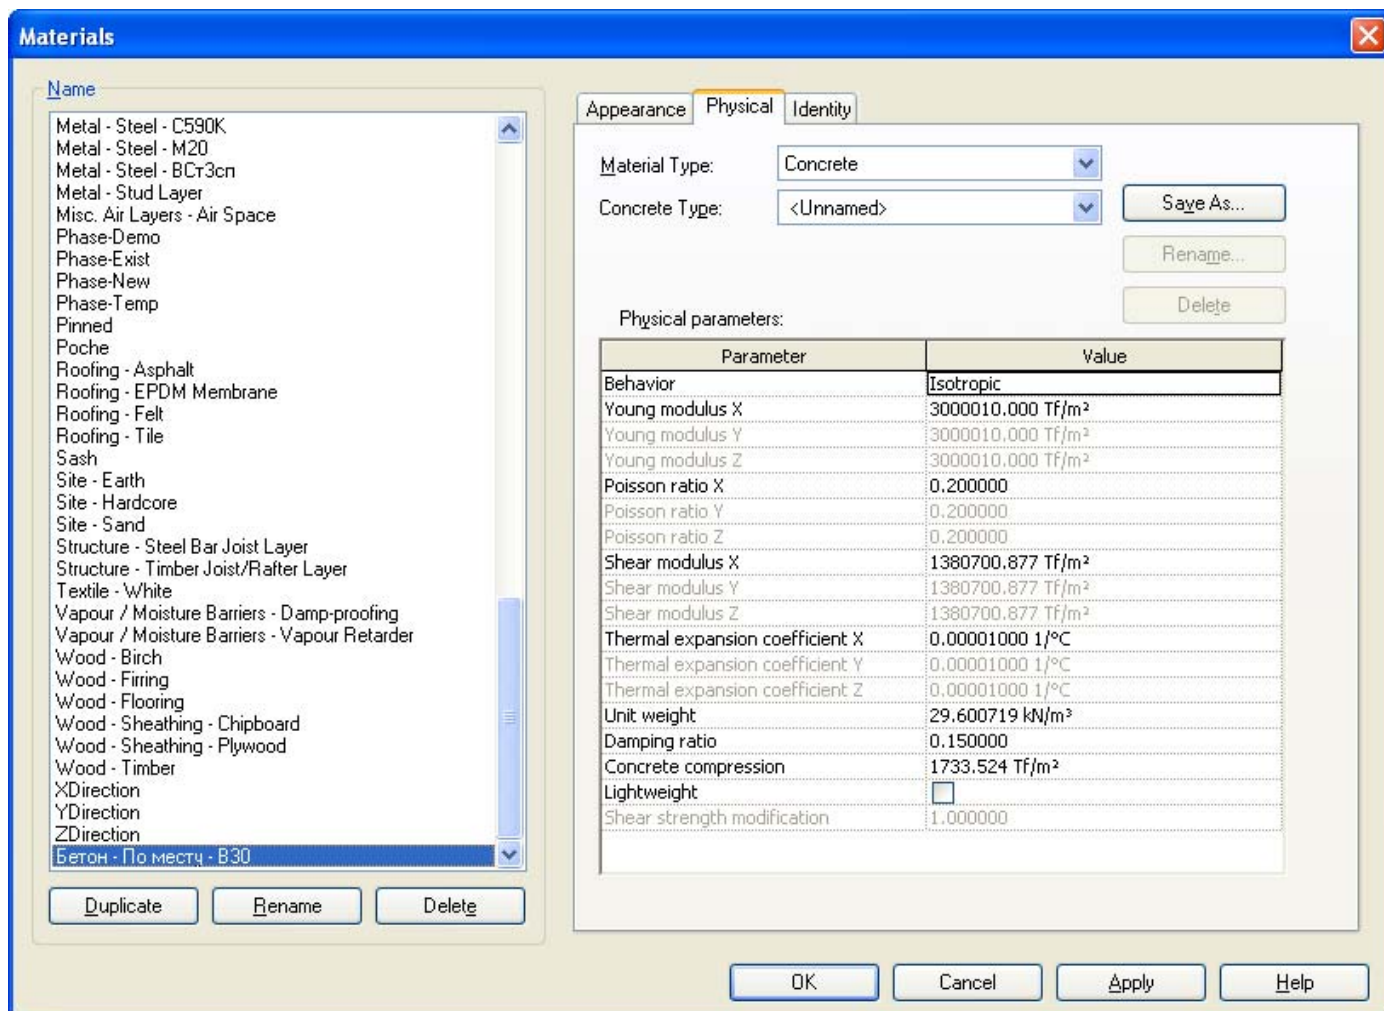 Materials
Name
Metal - Steel - C590K
Metal - Steel - M20
Metal - Steel - ВСт3сп
Metal - Stud Layer
Misc. Air Layers - Air Space
Phase-Demo
Phase-Exist
Phase-New
Phase-Temp
Pinned
Poche
Roofing - Asphalt
Roofing - EPDM Membrane
Roofing - Felt
Roofing - Tile
Sash
Site - Earth
Site - Hardcore
Site - Sand
Structure - Steel Bar Joist Layer
Structure - Timber Joist/Rafter Layer
Textile - White
Vapour / Moisture Barriers - Damp-proofing
Vapour / Moisture Barriers - Vapour Retarder
Wood - Birch
Wood - Firring
Wood - Flooring
Wood - Sheathing - Chipboard
Wood - Sheathing - Plywood
Wood - Timber
XDirection
YDirection
ZDirection
Бетон - По месту - В30
Duplicate Rename Delete
Appearance Physical Identity
Material Type: Concrete
Concrete Type: <Unnamed> Save As...
Rename...
Delete
Physical parameters:
Parameter Value
Behavior Isotropic
Young modulus X 3000010.000 Tf/m²
Young modulus Y 3000010.000 Tf/m²
Young modulus Z 3000010.000 Tf/m²
Poisson ratio X 0.200000
Poisson ratio Y 0.200000
Poisson ratio Z 0.200000
Shear modulus X 1380700.877 Tf/m²
Shear modulus Y 1380700.877 Tf/m²
Shear modulus Z 1380700.877 Tf/m²
Thermal expansion coefficient X 0.00001000 1/°C
Thermal expansion coefficient Y 0.00001000 1/°C
Thermal expansion coefficient Z 0.00001000 1/°C
Unit weight 29.600719 kN/m³
Damping ratio 0.150000
Concrete compression 1733.524 Tf/m²
Lightweight
Shear strength modification 1.000000
OK Cancel Apply Help